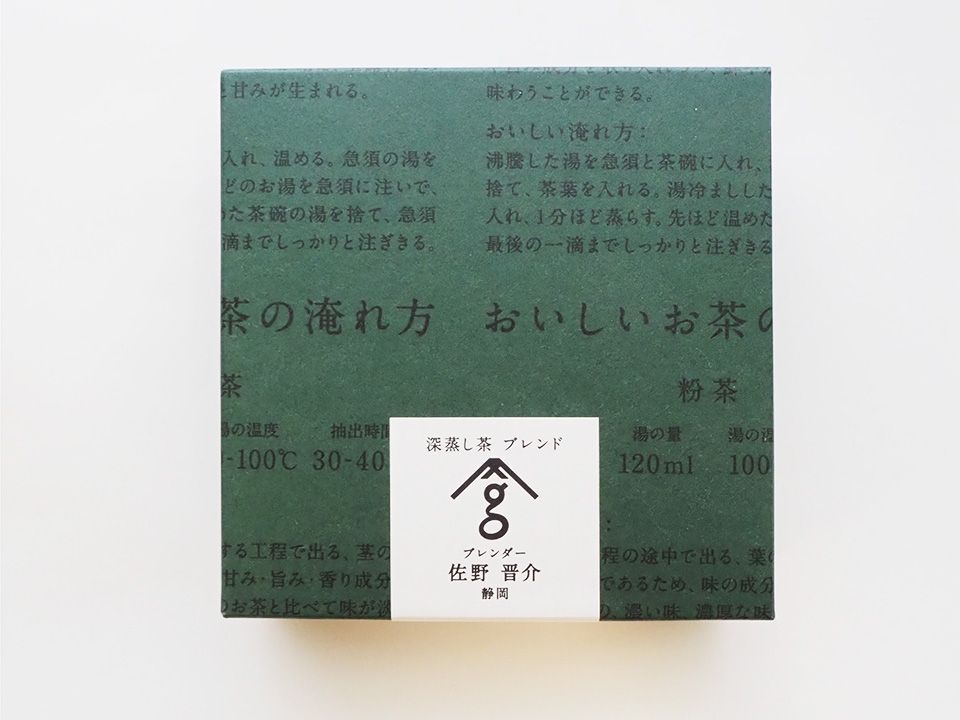 と甘みが生まれる。
入れ、温める。急須の湯を
どのお湯を急須に注いで、
た茶碗の湯を捨て、急須
滴までしっかりと注ぎきる。
味わうことができる。
おいしい淹れ方：
沸騰した湯を急須と茶碗に入れ、
捨て、茶葉を入れる。湯冷ましした
入れ、1分ほど蒸らす。先ほど温めた
最後の一滴までしっかりと注ぎきる
茶の淹れ方
おいしいお茶の
茶
粉茶
湯の温度 抽出時間
-100℃ 30-40
湯の量 湯の温
120ml 100
する工程で出る、茎の
甘み・旨み・香り成分
のお茶と比べて味が
程の途中で出る、葉の
であるため、味の成分
の、濃い味、濃厚な味
深蒸し茶 ブレンド
g
ブレンダー
佐野 晋介
静岡